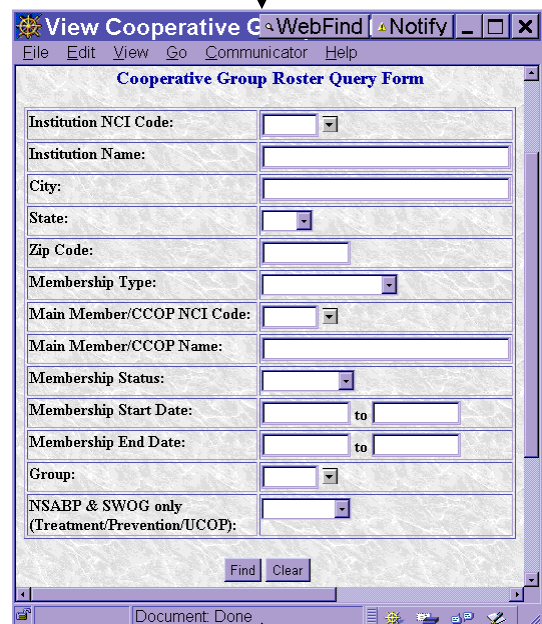 View Cooperative G WebFind Notify
File Edit View Go Communicator Help
Cooperative Group Roster Query Form
Institution NCI Code:
Institution Name:
City:
State:
Zip Code:
Membership Type:
Main Member/CCOP NCI Code:
Main Member/CCOP Name:
Membership Status:
Membership Start Date: to
Membership End Date: to
Group:
NSABP & SWOG only
(Treatment/Prevention/UCOP):
Find Clear
Document: Done